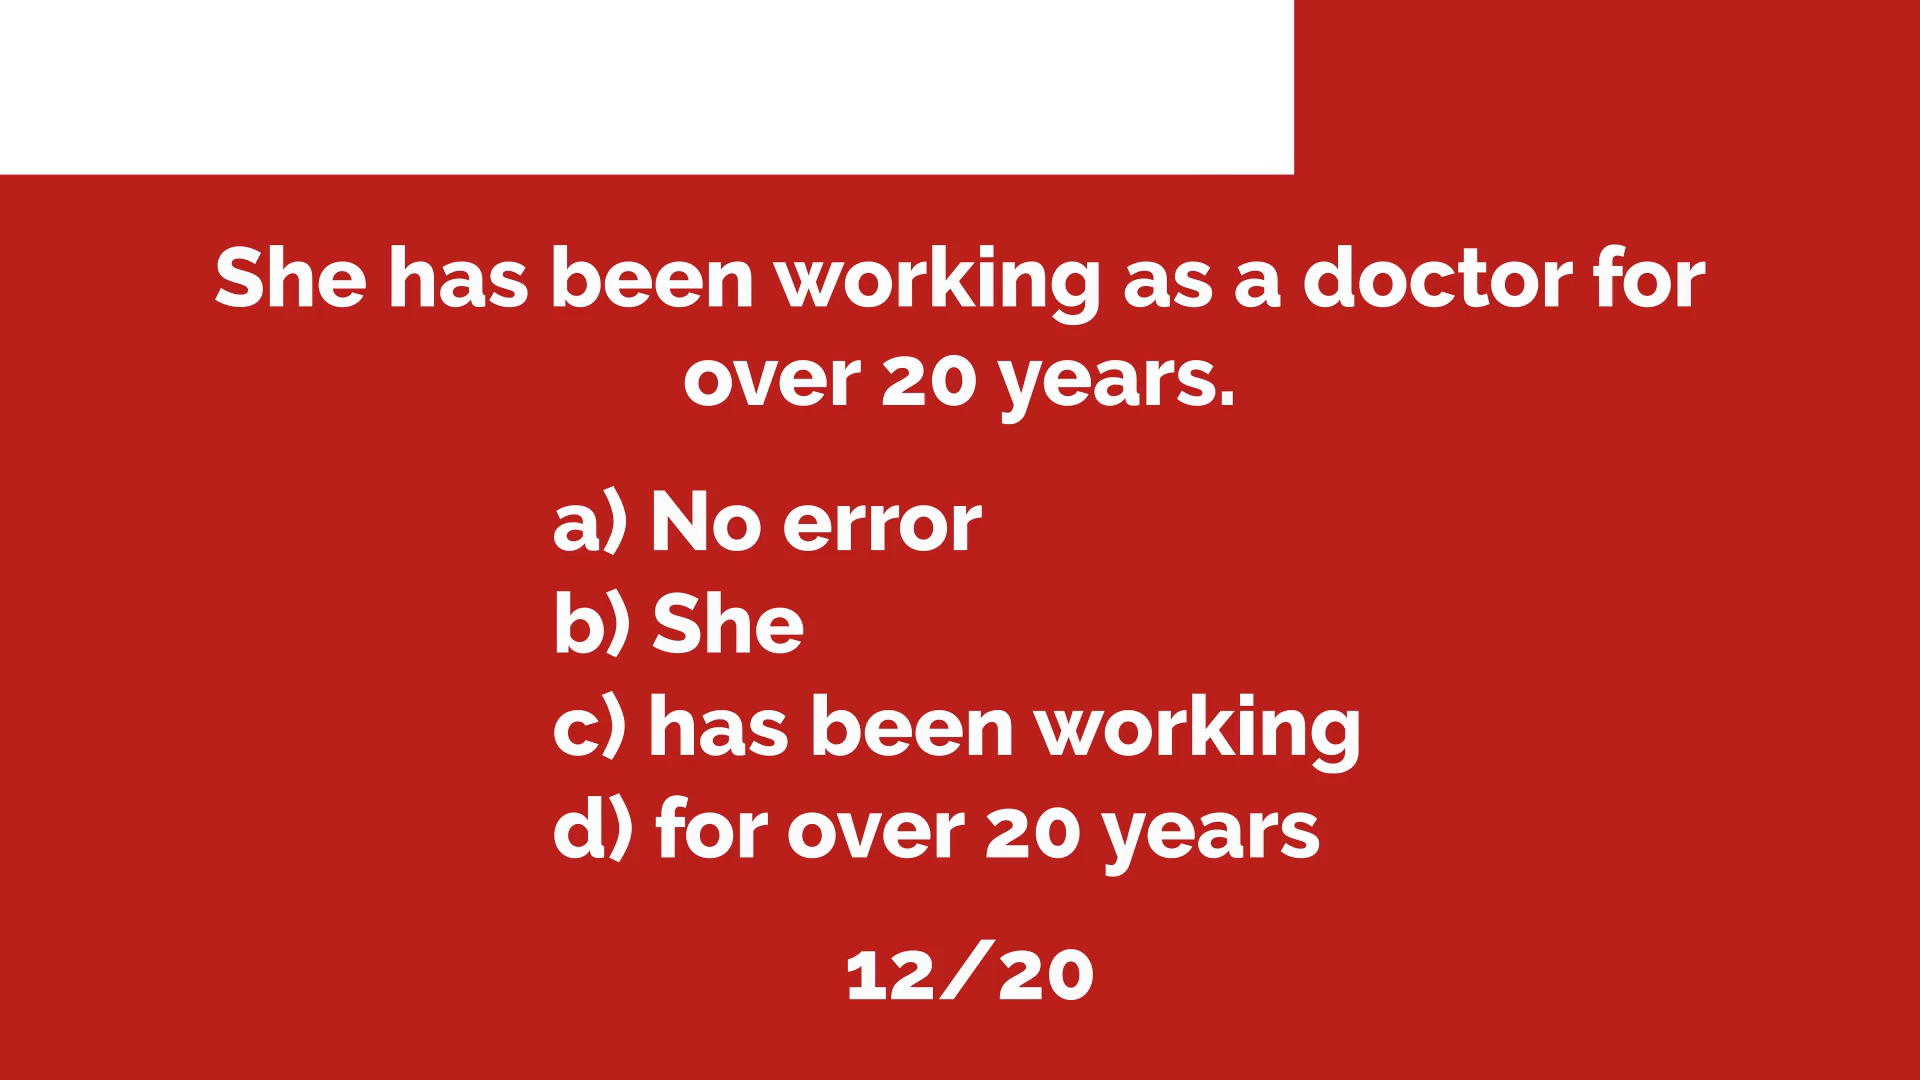 She has been working as a doctor for
over 20 years.
a) No error
b) She
c) has been working
d) for over 20 years
12/20